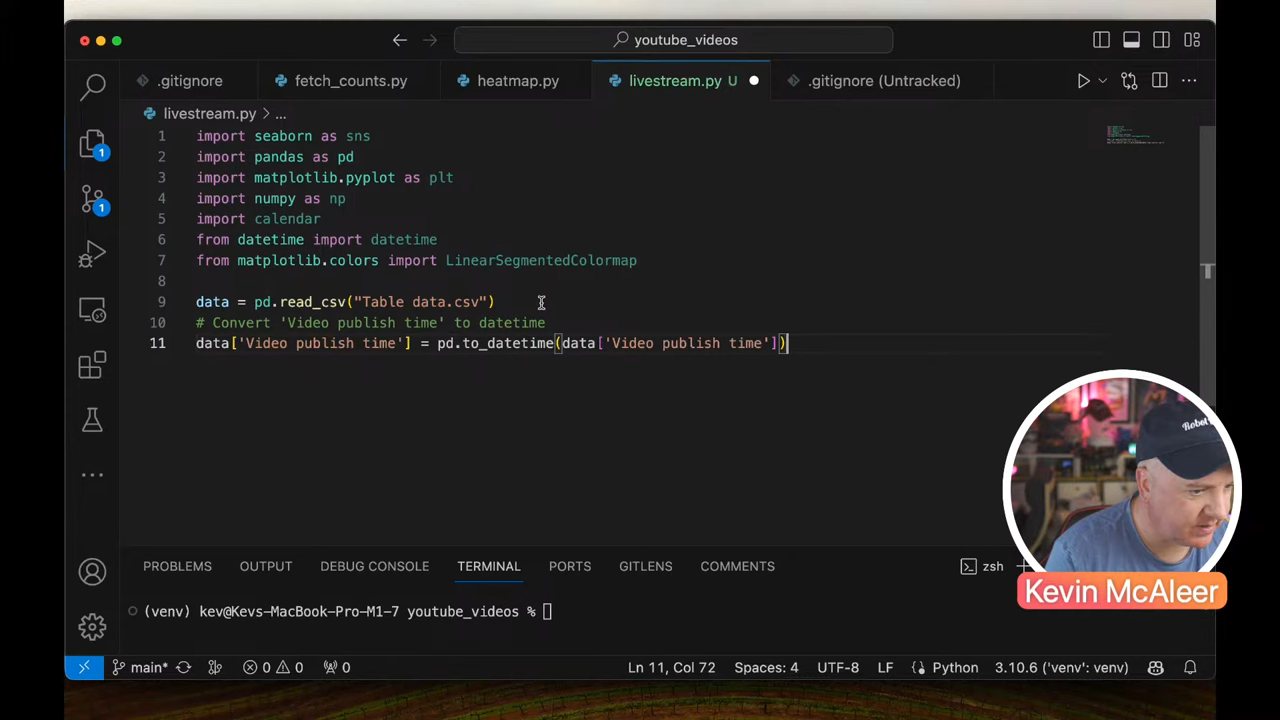 youtube_videos
.gitignore
fetch_counts.py
heatmap.py
livestream.py U
.gitignore (Untracked)
livestream.py > ...
1 import seaborn as sns
2 import pandas as pd
3 import matplotlib.pyplot as plt
4 import numpy as np
5 import calendar
6 from datetime import datetime
7 from matplotlib.colors import LinearSegmentedColormap
8
9 data = pd.read_csv("Table data.csv")
10 # Convert 'Video publish time' to datetime
11 data['Video publish time'] = pd.to_datetime(data['Video publish time'])
1
1
PROBLEMS OUTPUT DEBUG CONSOLE TERMINAL PORTS GITLENS COMMENTS
zsh
(venv) kev@Kevs-MacBook-Pro-M1-7 youtube_videos %
Kevin McAleer
main* 0 0 0 Ln 11, Col 72 Spaces: 4 UTF-8 LF Python 3.10.6 ('venv': venv)